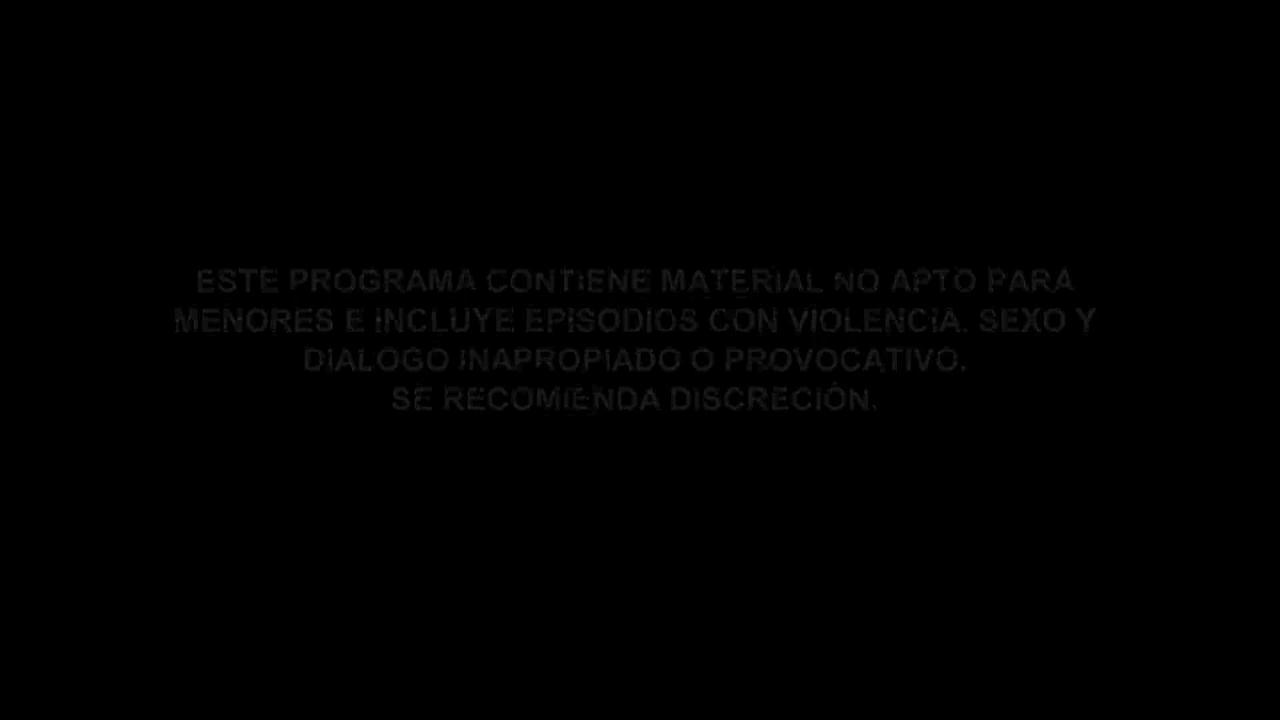 ESTE PROGRAMA CONTIENE MATERIAL NO APTO PARA
MENORES E INCLUYE EPISODIOS CON VIOLENCIA, SEXO Y
DIALOGO INAPROPIADO O PROVOCATIVO.
SE RECOMIENDA DISCRECIÓN.